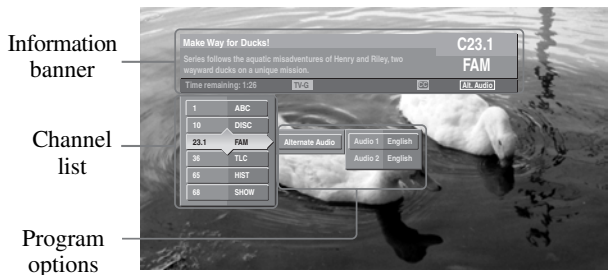 Information
banner
Make Way for Ducks!
C23.1
Series follows the aquatic misadventures of Henry and Riley, two
wayward ducks on a unique mission.
FAM
Time remaining: 1:26 TV-G CC Alt. Audio
Channel
list
1 ABC
10 DISC
23.1 FAM
36 TLC
65 HIST
68 SHOW
Alternate Audio
Audio 1 English
Audio 2 English
Program
options